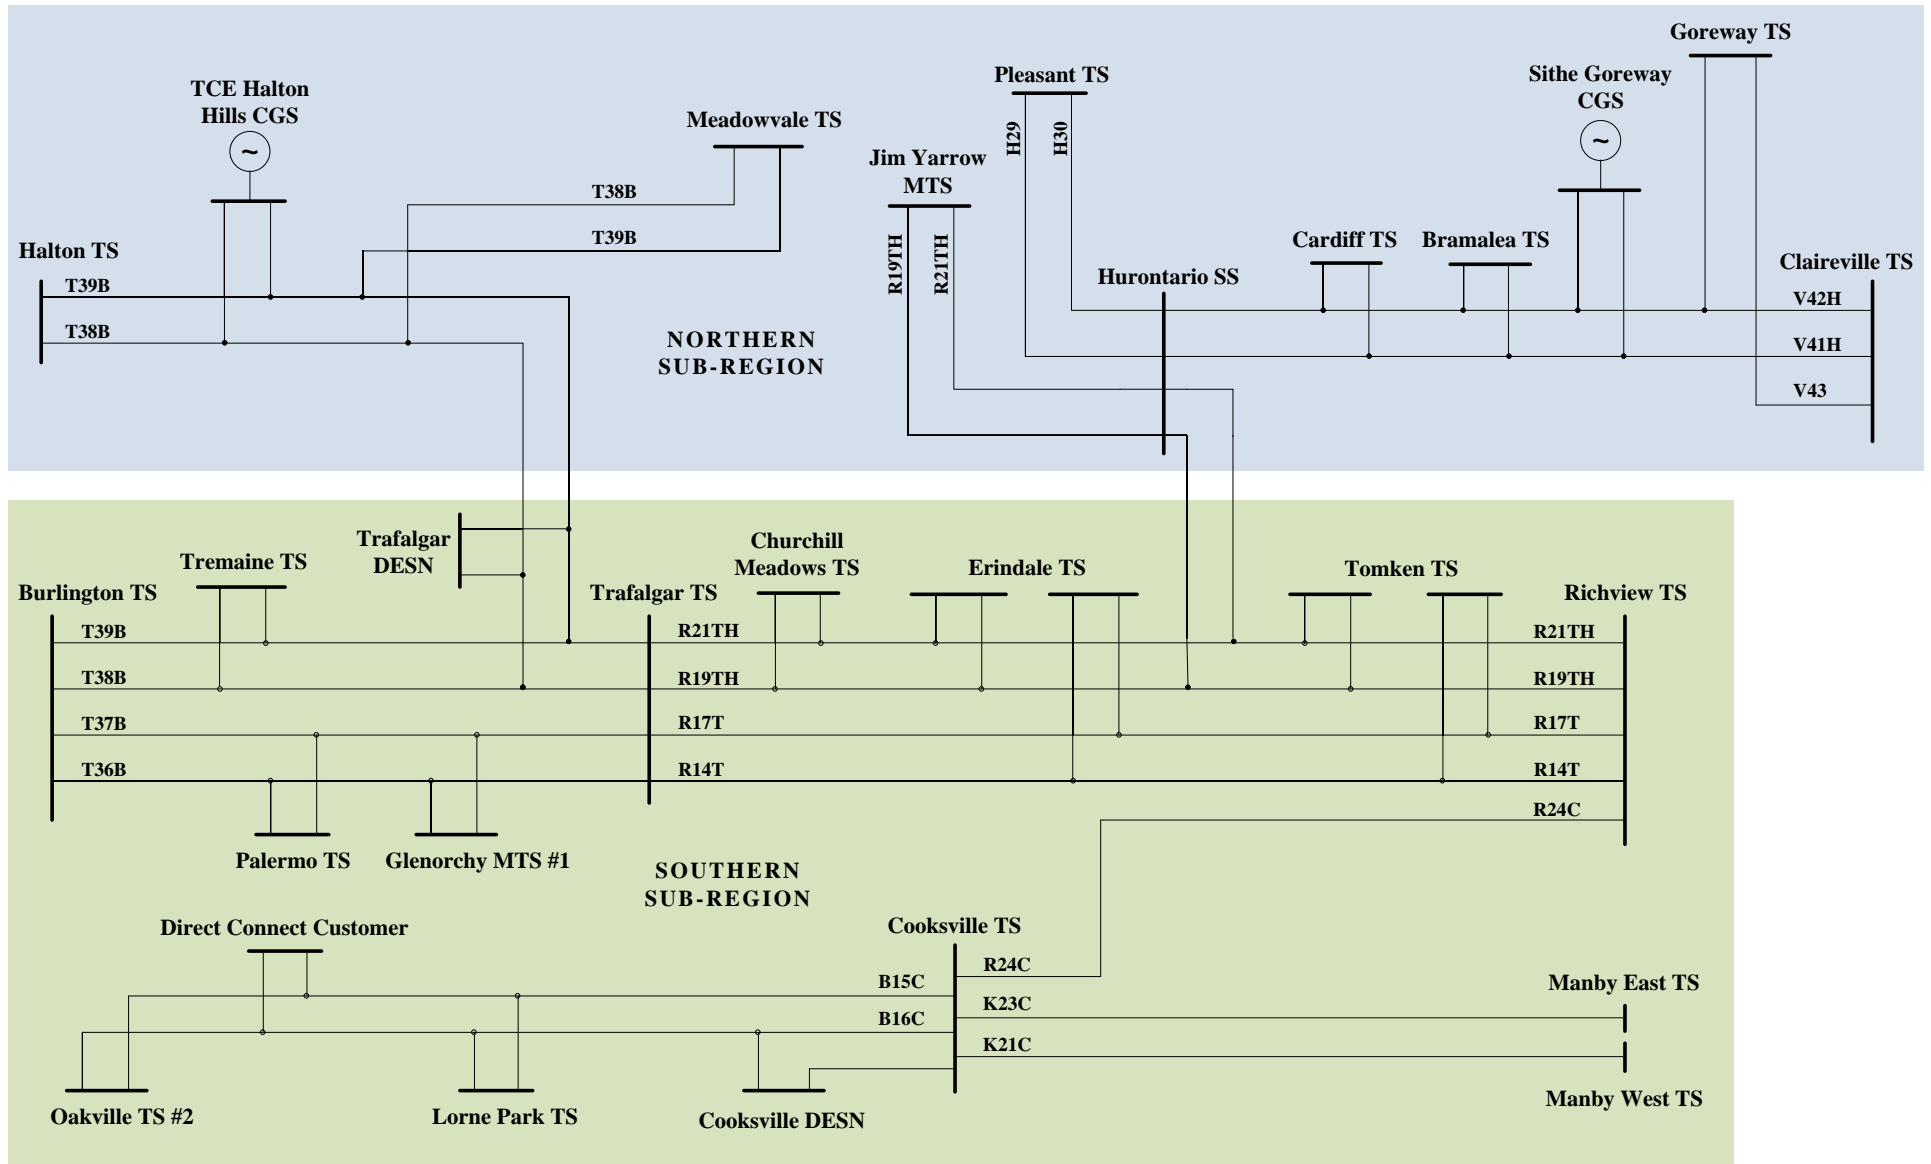 Goreway TS
Pleasant TS
Sithe Goreway
CGS
TCE Halton
Hills CGS
~
~
Meadowvale TS
H29
H30
Jim Yarrow
MTS
T38B
T39B
Halton TS
R19TH
R21TH
Cardiff TS
Bramalea TS
Hurontario SS
Claireville TS
T39B
V42H
T38B
NORTHERN
SUB-REGION
V41H
V43
Trafalgar
DESN
Churchill
Meadows TS
Tremaine TS
Erindale TS
Tomken TS
Burlington TS
Trafalgar TS
Richview TS
T39B
R21TH
R21TH
T38B
R19TH
R19TH
T37B
R17T
R17T
T36B
R14T
R14T
R24C
Palermo TS
Glenorchy MTS #1
SOUTHERN
SUB-REGION
Direct Connect Customer
Cooksville TS
R24C
B15C
K23C
Manby East TS
B16C
K21C
Oakville TS #2
Lorne Park TS
Cooksville DESN
Manby West TS